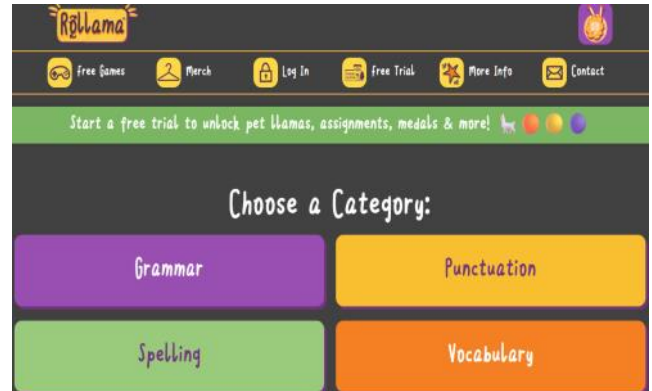 Rollama
Free Games Merch Log In Free Trial More Info Contact
Start a free trial to unlock pet llamas, assignments, medals & more!
Choose a Category:
Grammar Punctuation
Spelling Vocabulary